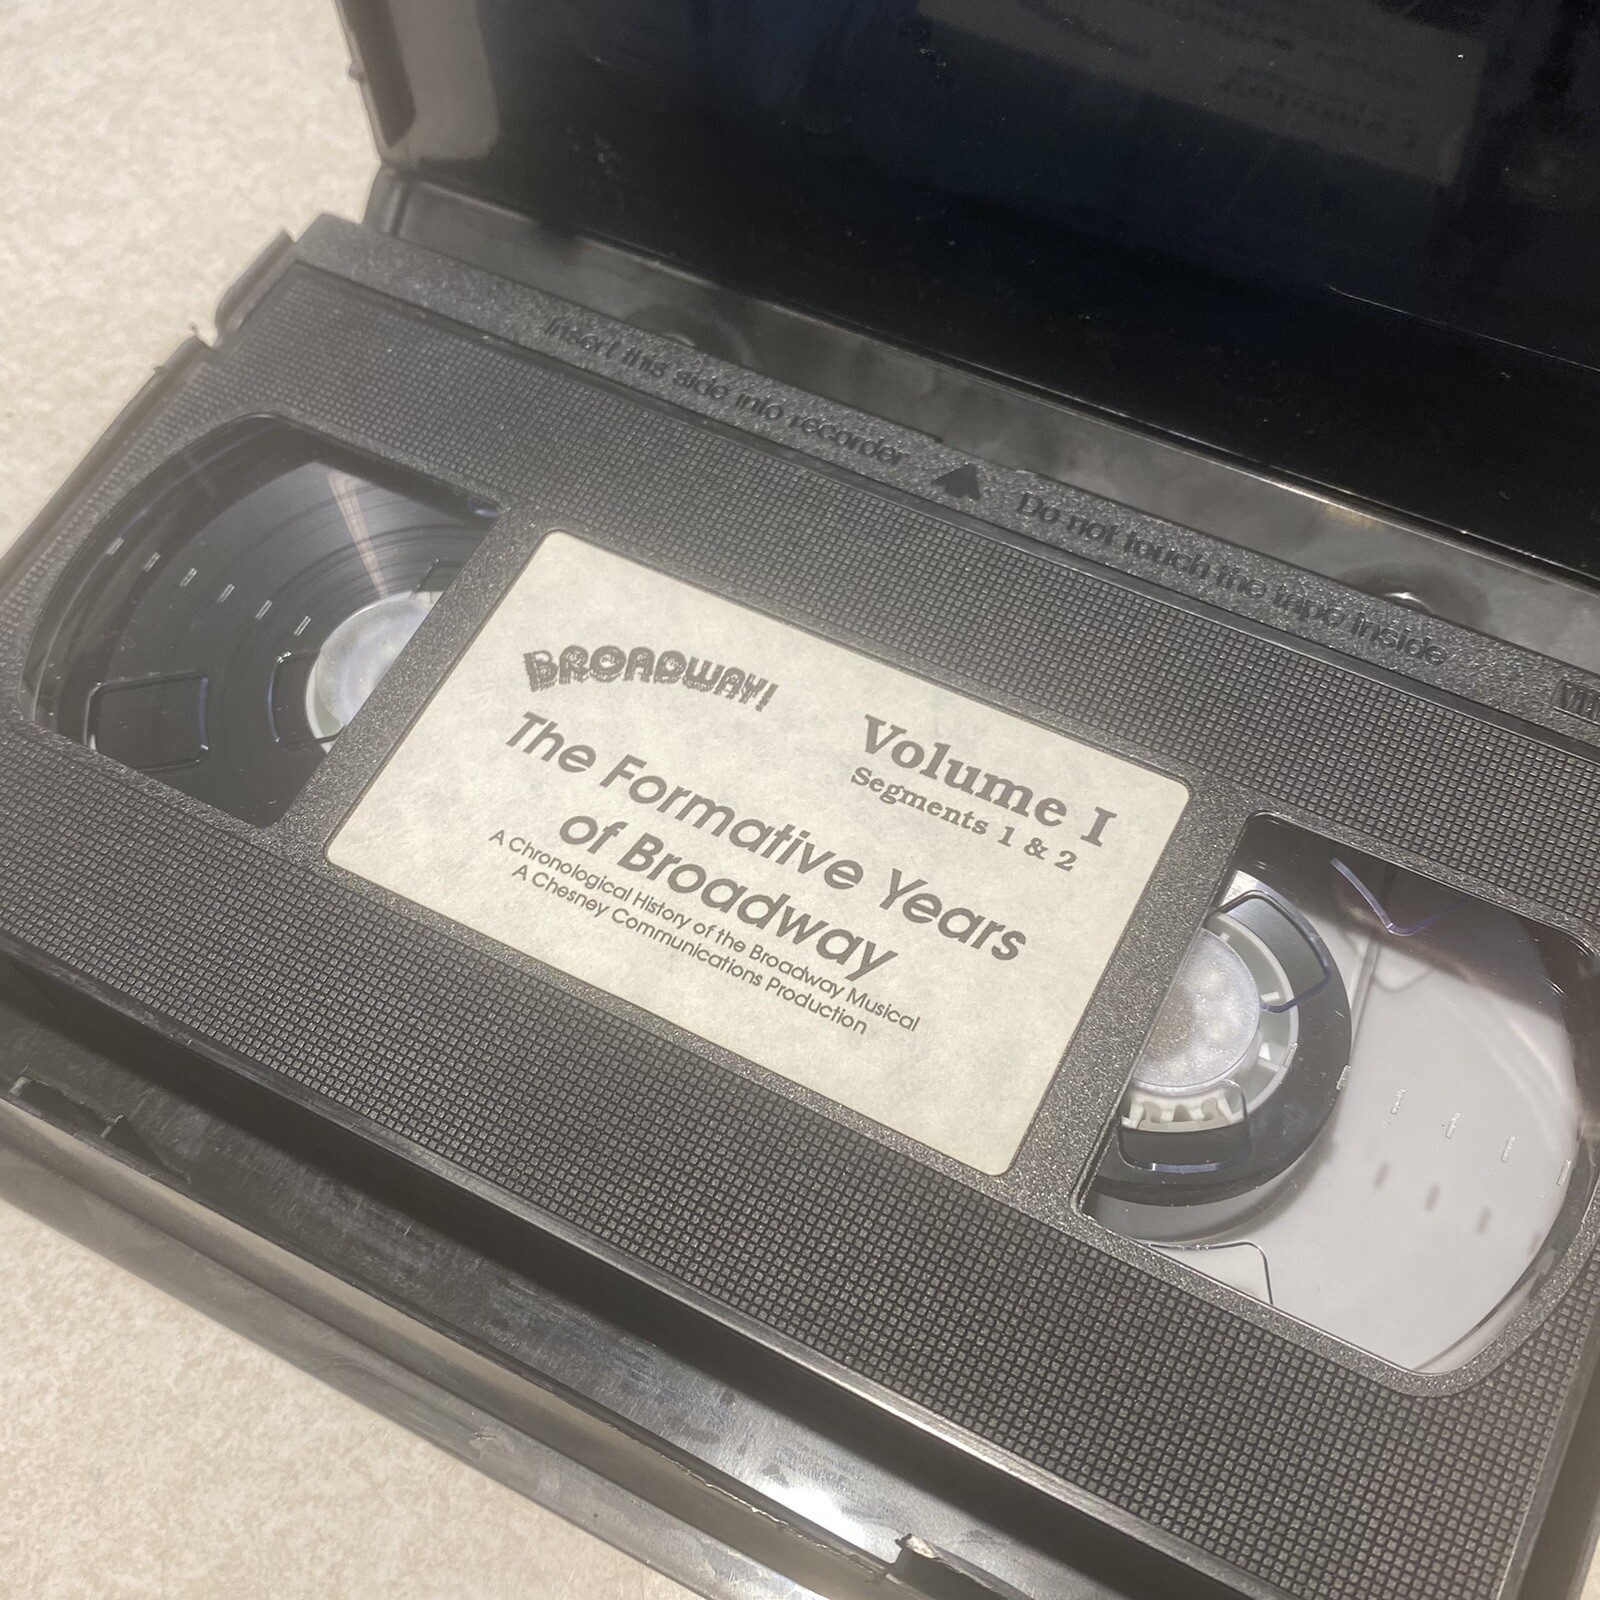 Insert this side into recorder
Do not touch the tape inside
BROADWAY!
Volume I
Segments 1 & 2
The Formative Years
of Broadway
A Chronological History of the Broadway Musical
A Chesney Communications Production